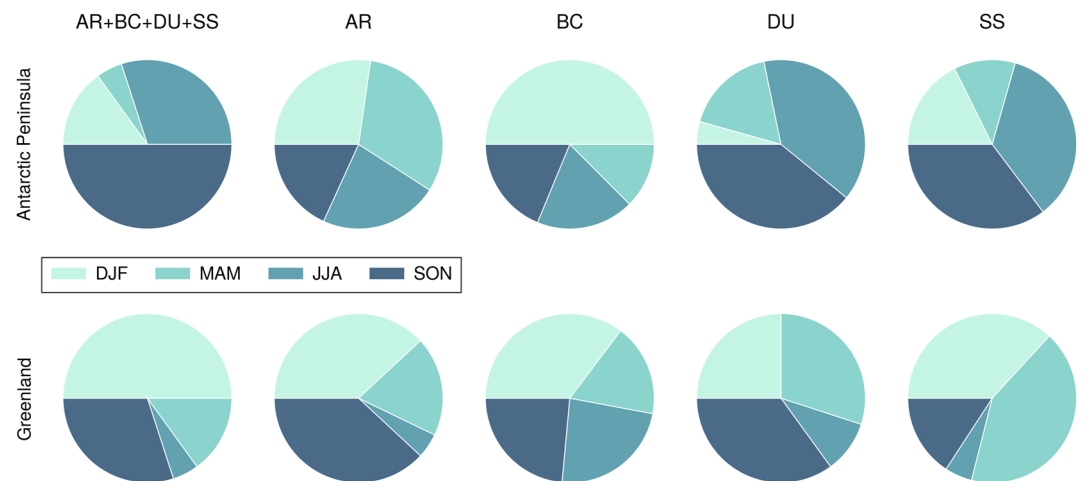 AR+BC+DU+SS AR BC DU SS
Antarctic Peninsula
DJF MAM JJA SON
Greenland